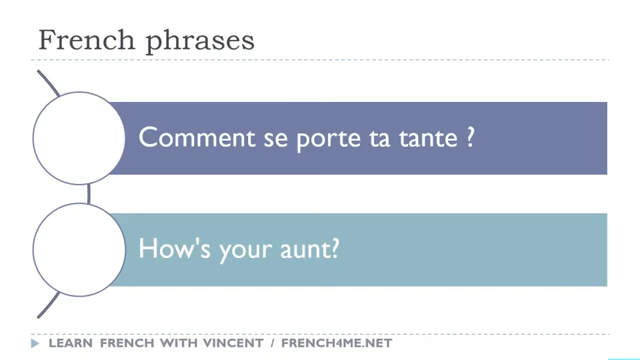 French phrases
Comment se porte ta tante ?
How's your aunt?
LEARN FRENCH WITH VINCENT / FRENCH4ME.NET